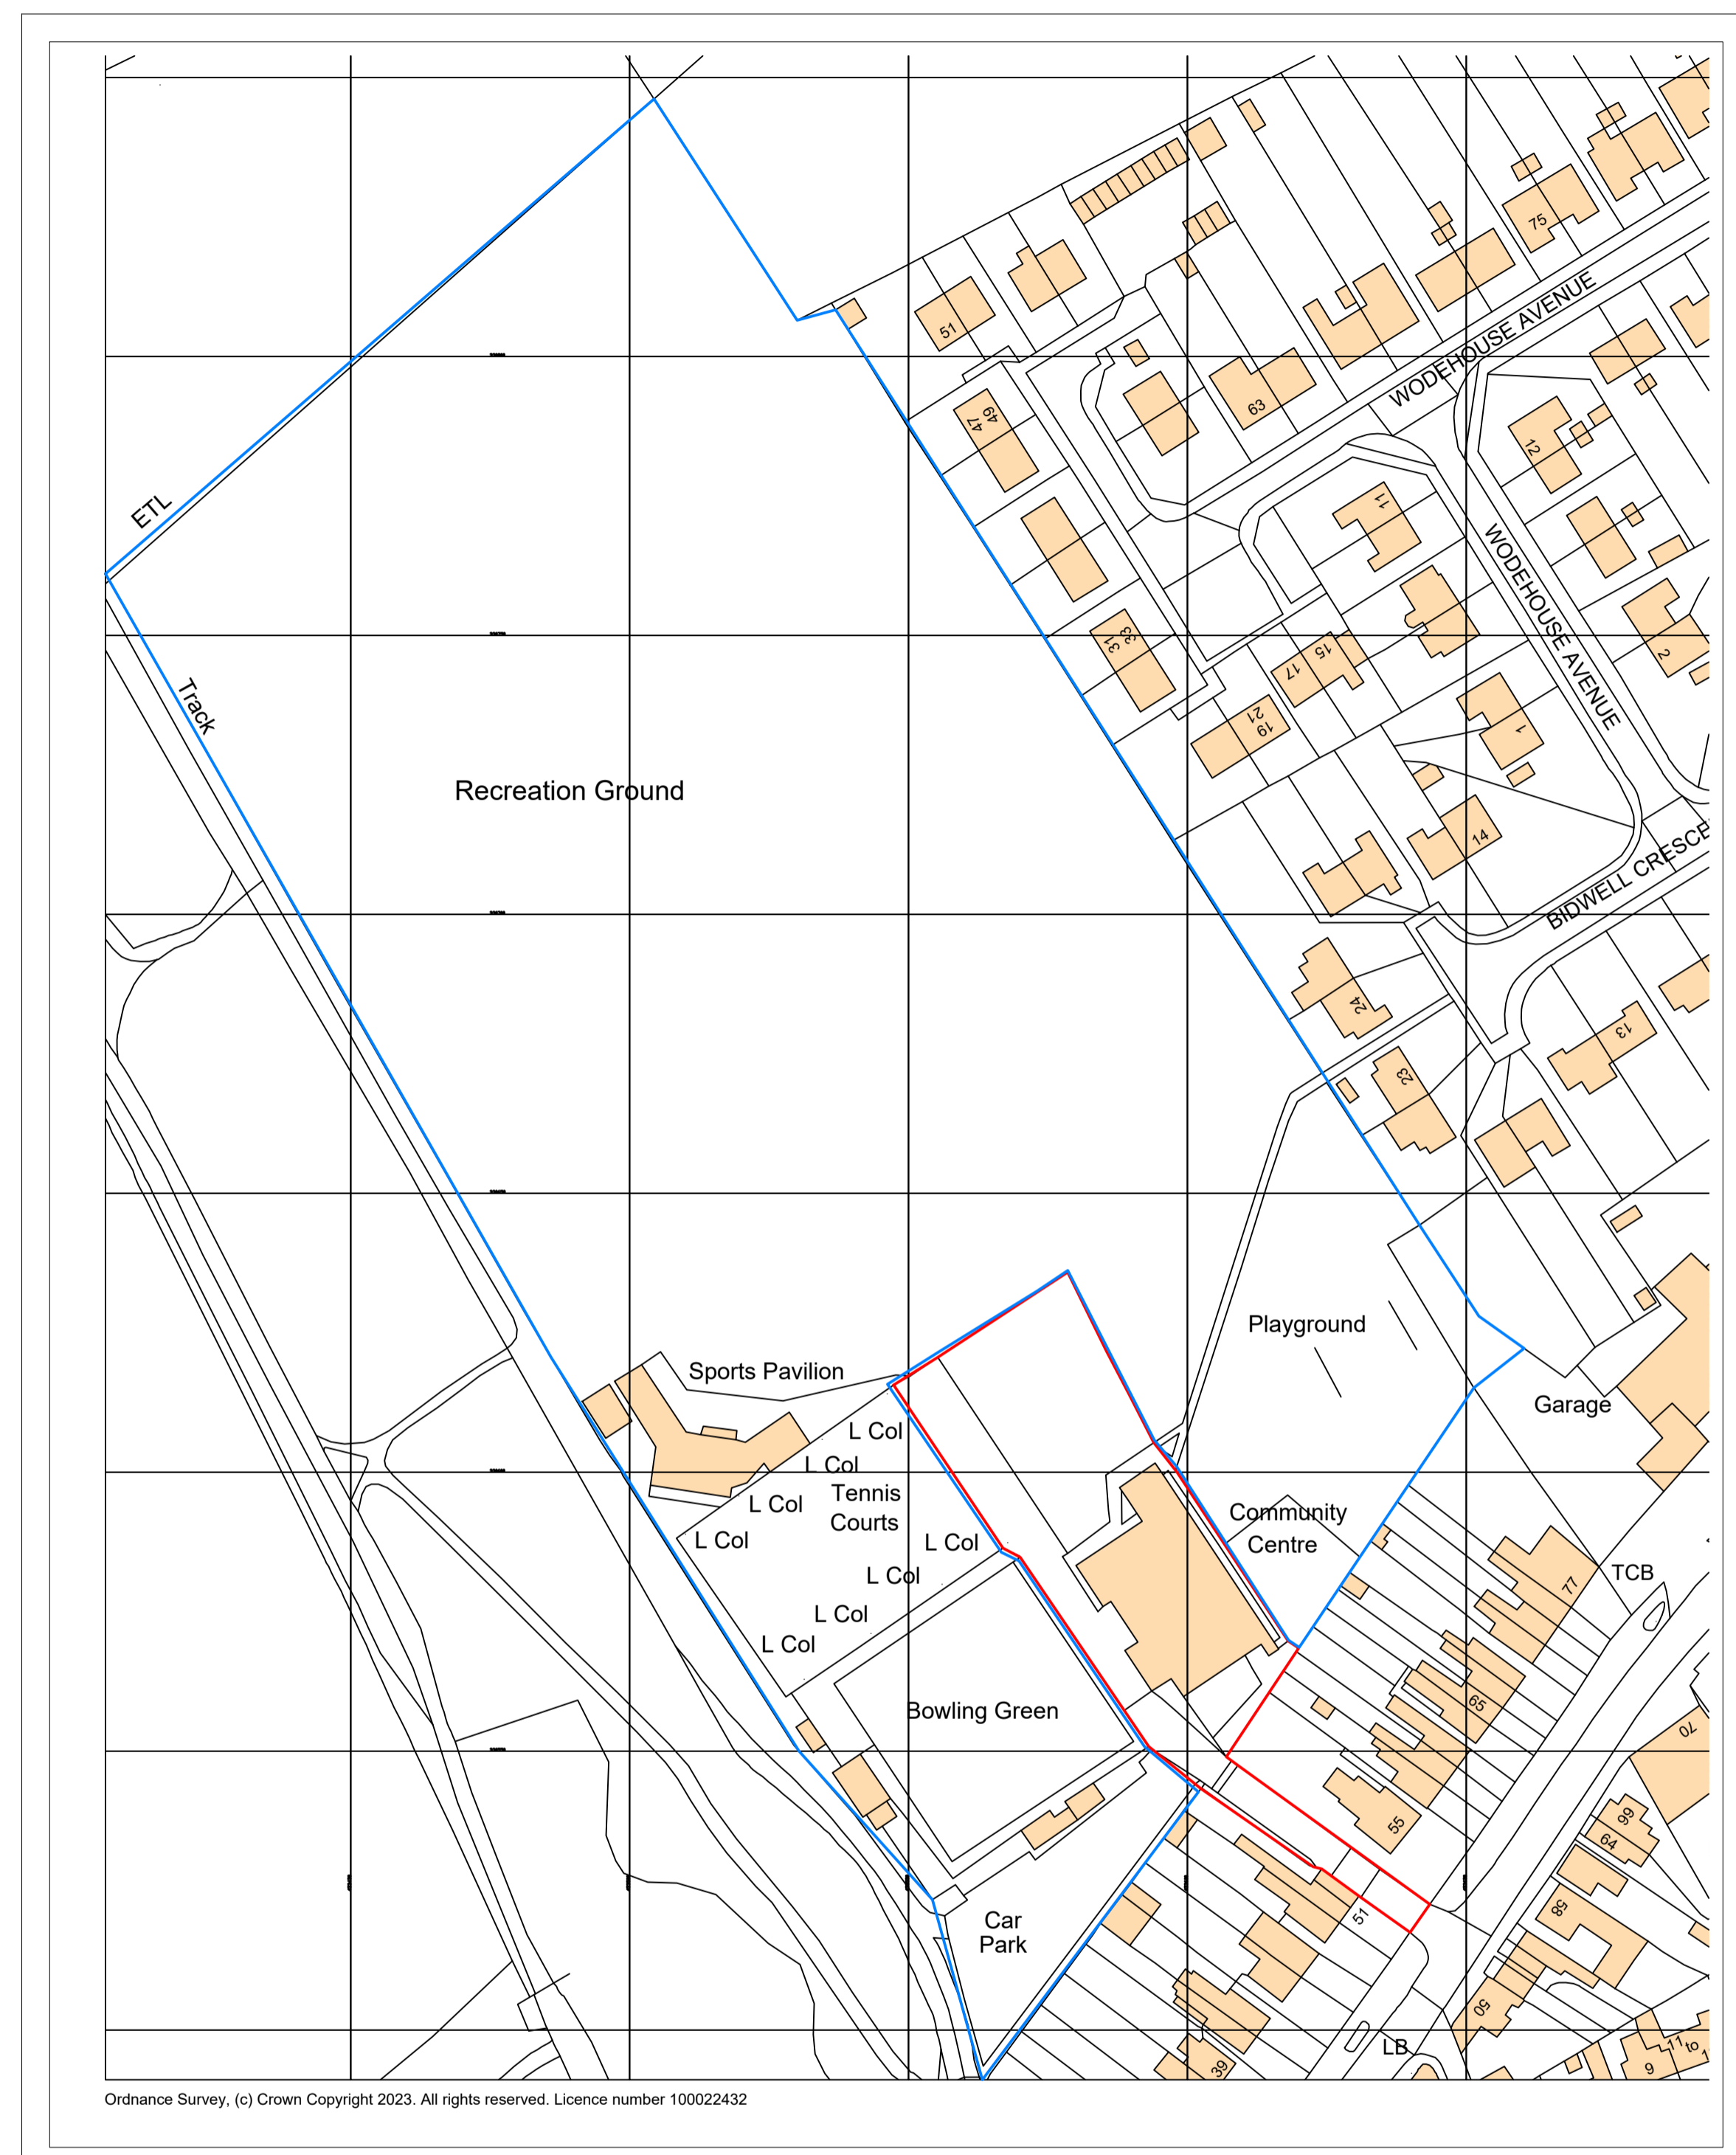 75
51
WODEHOUSE AVENUE
49
47
63
12
ETL
11
WODEHOUSE AVENUE
33
31
15
17
2
Track
21
19
1
Recreation Ground
14
BIDWELL CRESCE
24
13
23
Playground
Sports Pavilion
Garage
L Col
L Col
Tennis
Courts
L Col
L Col
L Col
Community
Centre
L Col
TCB
77
L Col
L Col
Bowling Green
65
70
55
66
64
51
58
Car
Park
50
LB
39
11 to
9
Ordnance Survey, (c) Crown Copyright 2023. All rights reserved. Licence number 100022432